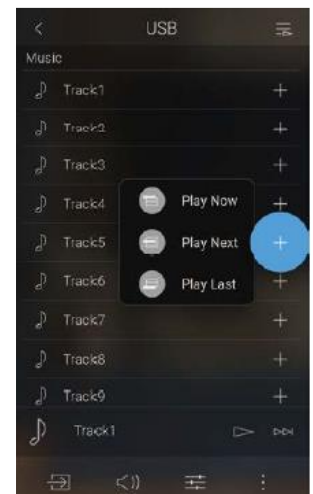 USB
Music
Track1
Track2
Track3
Track4
Play Now
Track5
Play Next
Track6
Play Last
Track7
Track8
Track9
Track1